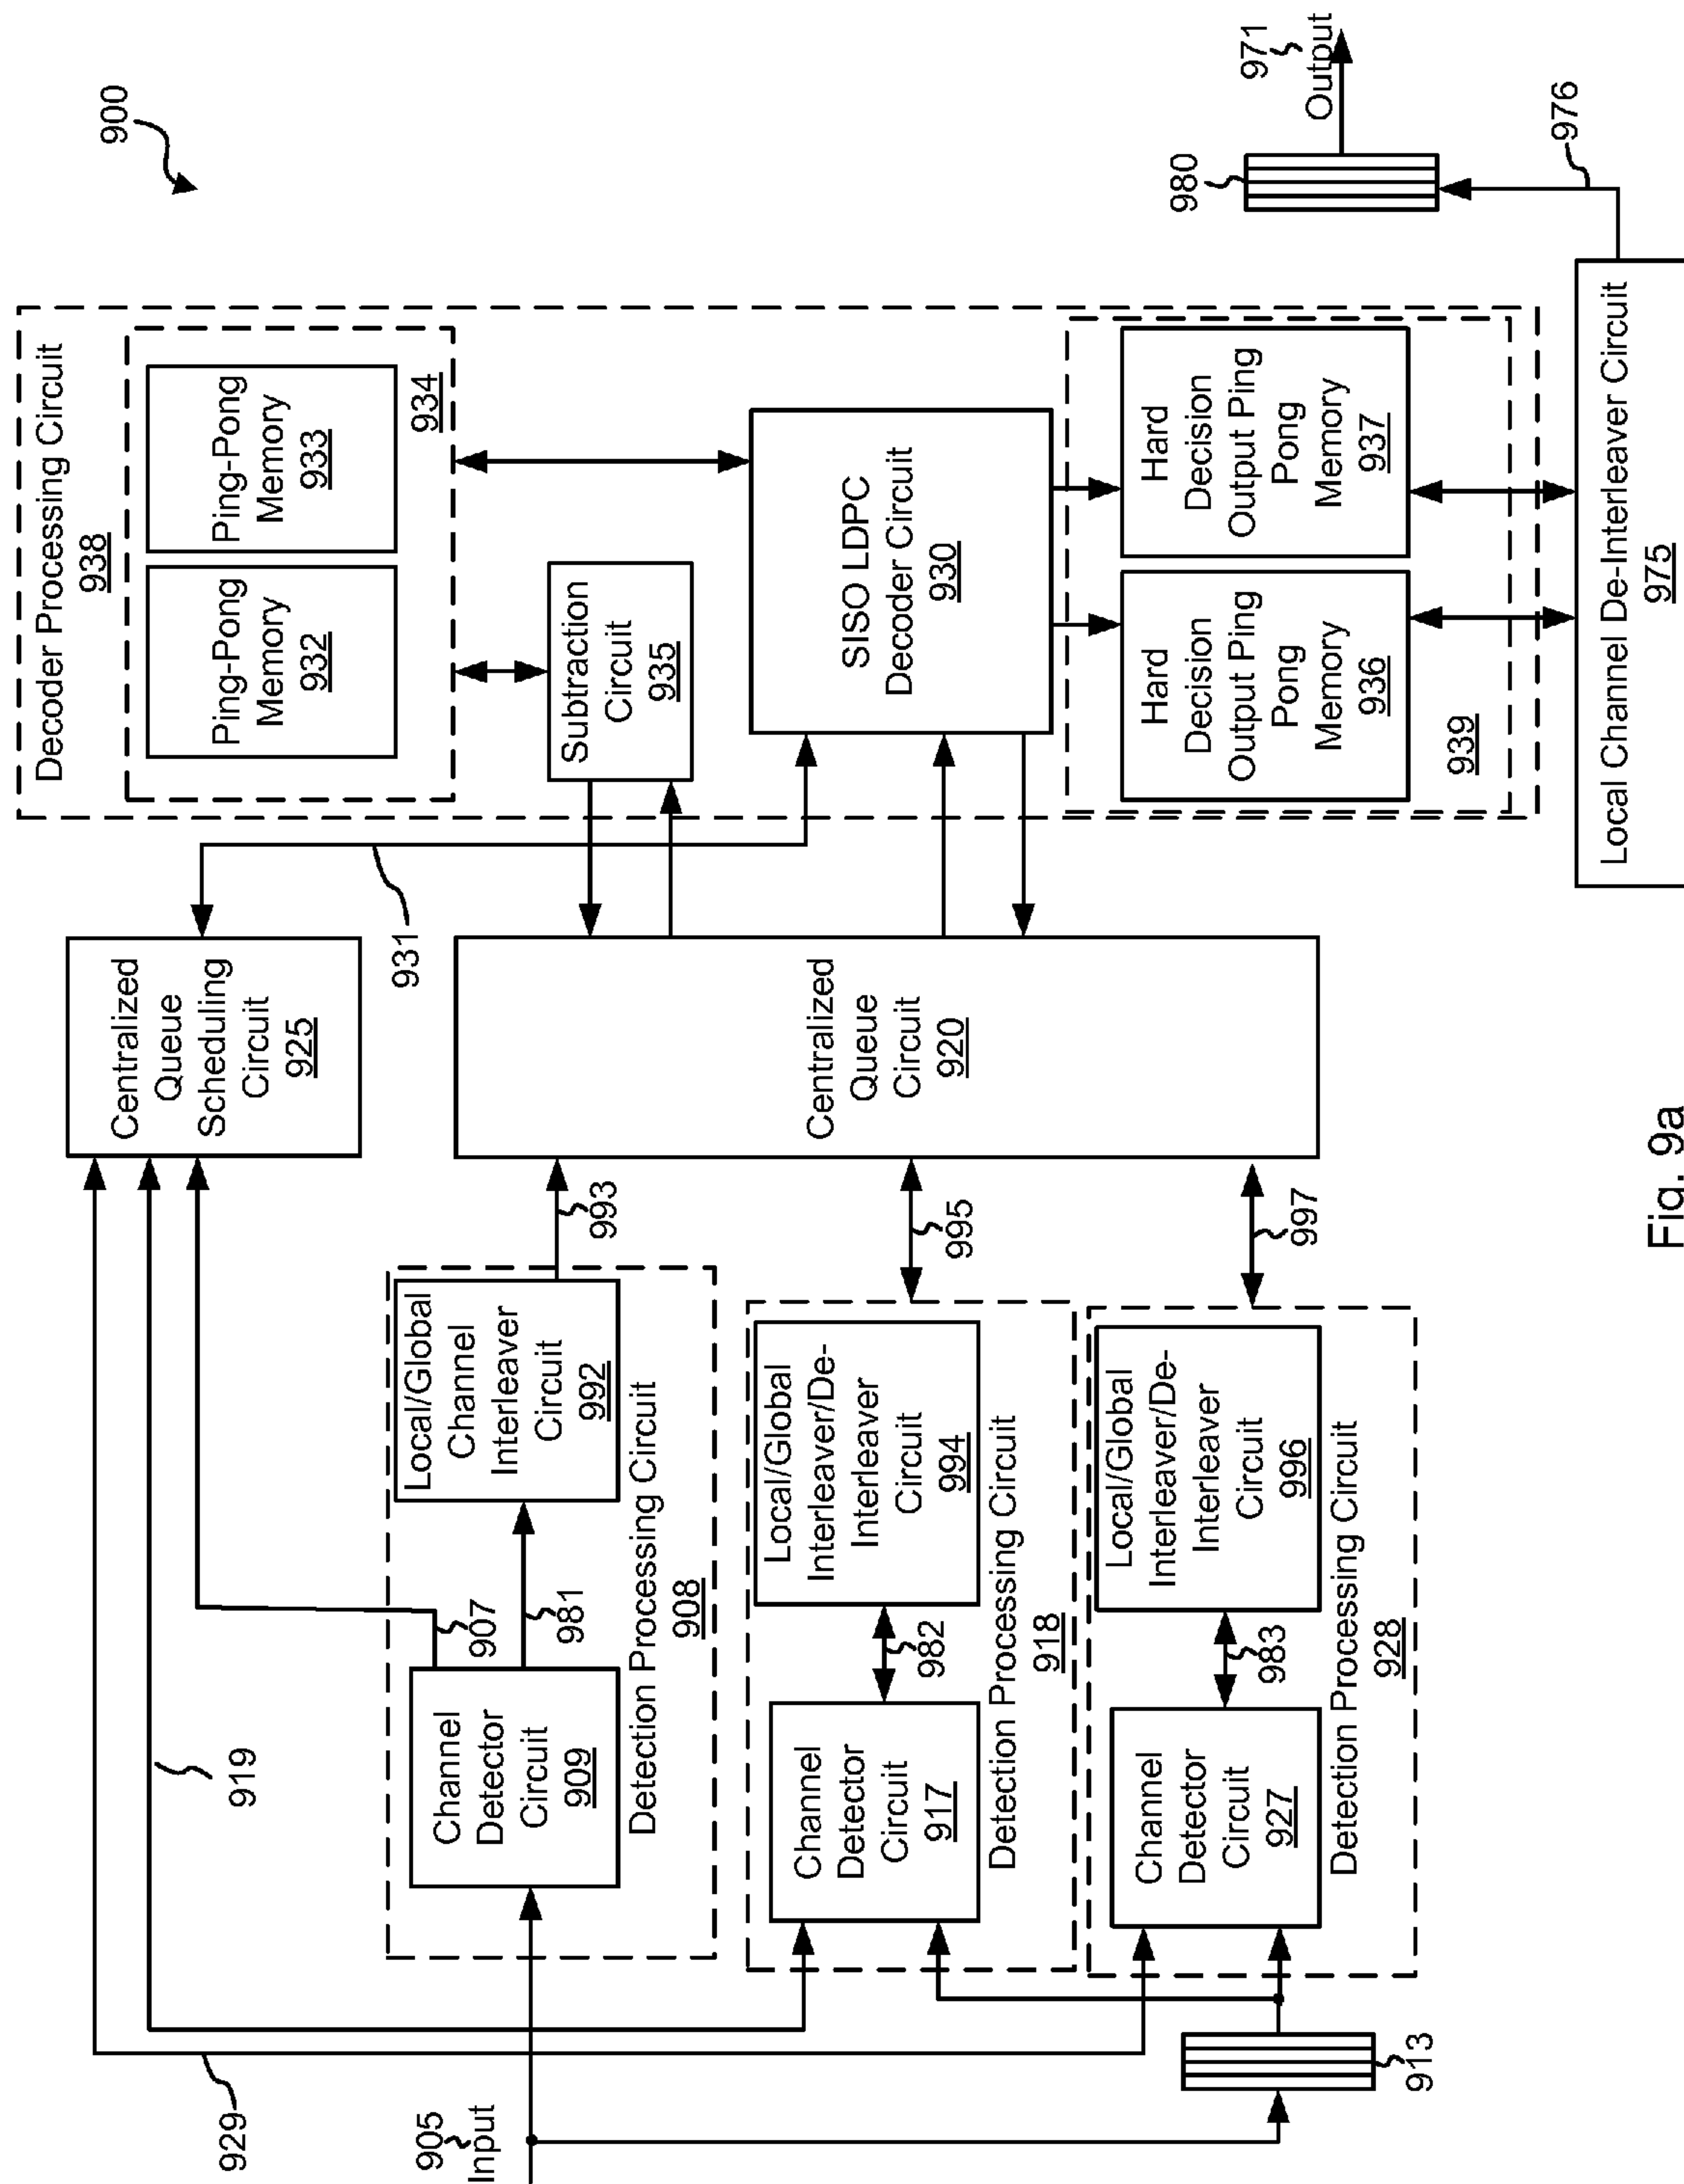 900
905
Input
929
919
907
Channel
Detector
Circuit
909
981
Local/Global
Channel
Interleaver
Circuit
992
Detection Processing Circuit
908
993
Channel
Detector
Circuit
917
982
Local/Global
Interleaver/De-
Interleaver
Circuit
994
Detection Processing Circuit
918
995
Channel
Detector
Circuit
927
983
Local/Global
Interleaver/De-
Interleaver
Circuit
996
Detection Processing Circuit
928
997
913
Centralized
Queue
Scheduling
Circuit
925
931
Centralized
Queue
Circuit
920
Decoder Processing Circuit
938
Ping-Pong
Memory
932
Ping-Pong
Memory
933
934
Subtraction
Circuit
935
SISO LDPC
Decoder Circuit
930
Hard
Decision
Output Ping
Pong
Memory
936
Hard
Decision
Output Ping
Pong
Memory
937
939
Local Channel De-Interleaver Circuit
975
976
980
971
Output
Fig. 9a